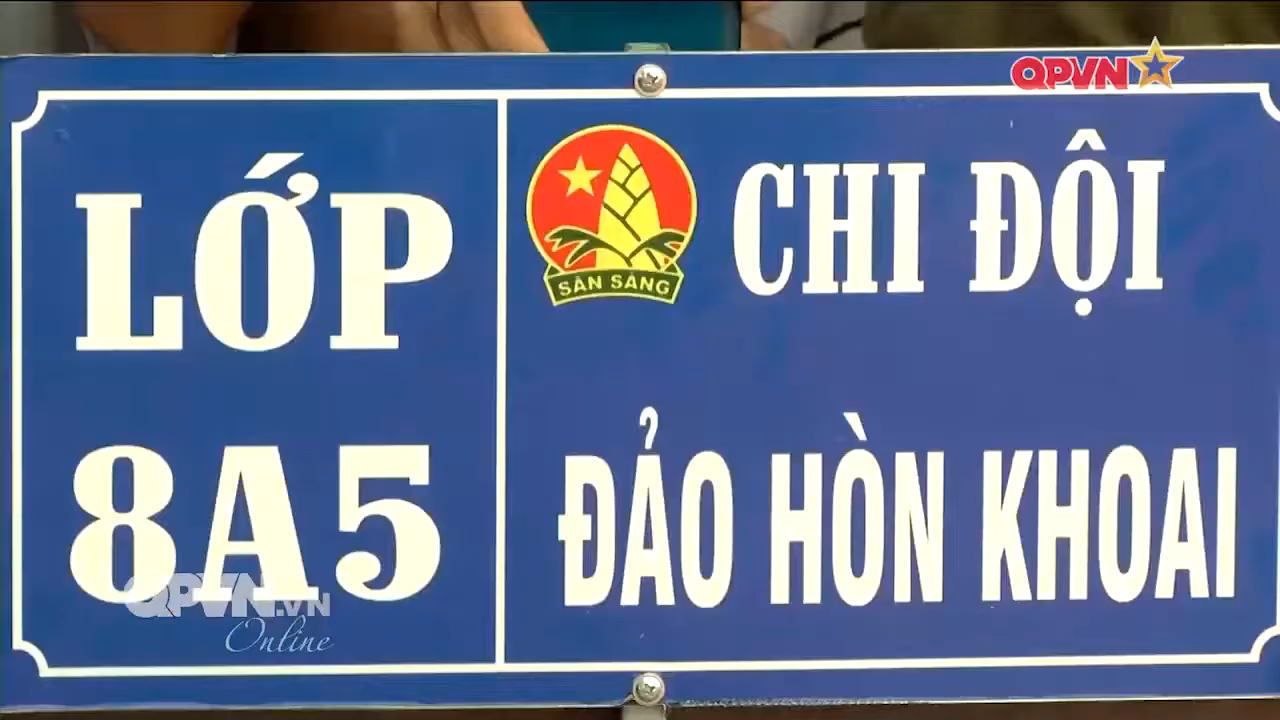 QPVN
LỚP
8A5
SẴN SÀNG
CHI ĐỘI
ĐẢO HÒN KHOAI
QPVN.VN
Online